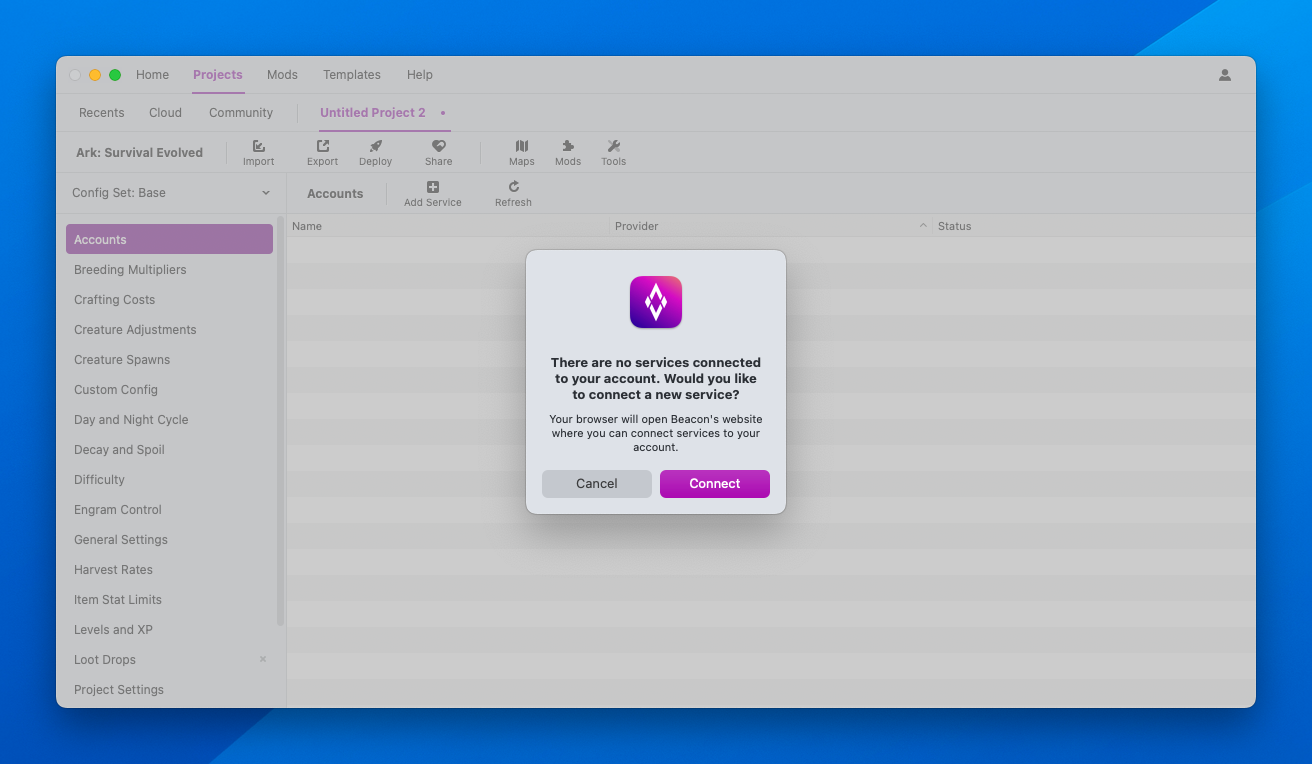 Home Projects Mods Templates Help
Recents Cloud Community Untitled Project 2 •
Ark: Survival Evolved Import Export Deploy Share Maps Mods Tools
Config Set: Base
Accounts Add Service Refresh
Name Provider Status
Accounts
Breeding Multipliers
Crafting Costs
Creature Adjustments
Creature Spawns
Custom Config
Day and Night Cycle
Decay and Spoil
Difficulty
Engram Control
General Settings
Harvest Rates
Item Stat Limits
Levels and XP
Loot Drops
Project Settings
There are no services connected
to your account. Would you like
to connect a new service?
Your browser will open Beacon's website
where you can connect services to your
account.
Cancel Connect